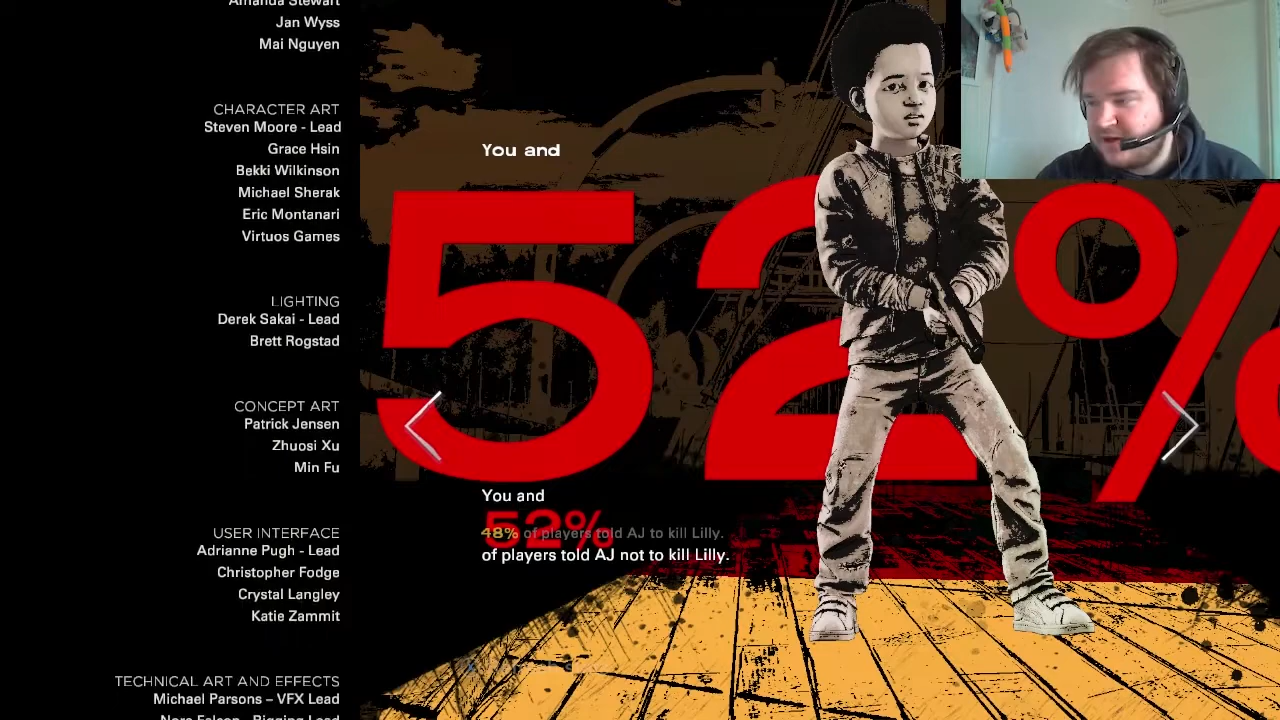 Amanda Stewart
Jan Wyss
Mai Nguyen
CHARACTER ART
Steven Moore - Lead
Grace Hsin
Bekki Wilkinson
Michael Sherak
Eric Montanari
Virtuos Games
LIGHTING
Derek Sakai - Lead
Brett Rogstad
CONCEPT ART
Patrick Jensen
Zhuosi Xu
Min Fu
USER INTERFACE
Adrianne Pugh - Lead
Christopher Fodge
Crystal Langley
Katie Zammit
TECHNICAL ART AND EFFECTS
Michael Parsons – VFX Lead
Nora Falcon - Rigging Lead
You and
52%
You and
52%
48% of players told AJ to kill Lilly.
of players told AJ not to kill Lilly.